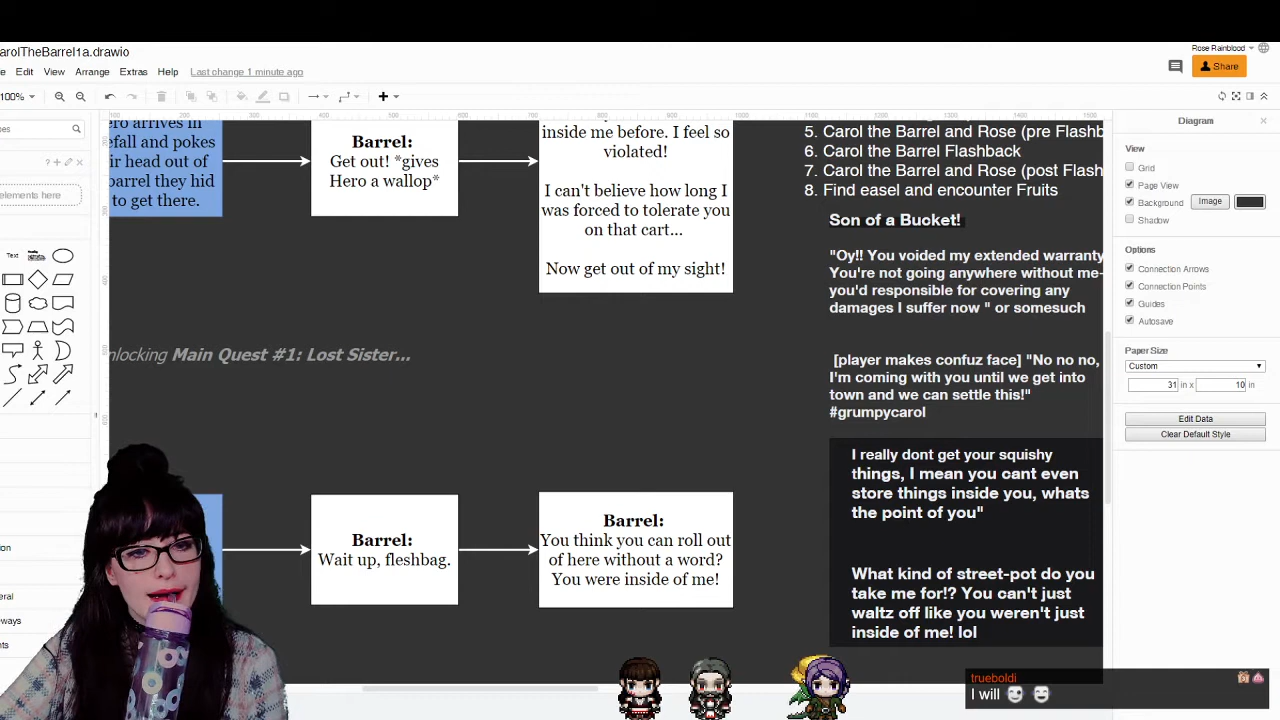 arolTheBarrel1a.drawio
Rose Rainblood
Edit View Arrange Extras Help Last change 1 minute ago
Share
100%
Diagram
View
Grid
Page View
Background
Image
Shadow
Options
Connection Arrows
Connection Points
Guides
Autosave
Paper Size
Custom
31 in x 10 in
Edit Data
Clear Default Style
elements here
Text
ero arrives in
efall and pokes
ir head out of
barrel they hid
to get there.
Barrel:
Get out! *gives
Hero a wallop*
inside me before. I feel so
violated!
I can't believe how long I
was forced to tolerate you
on that cart...
Now get out of my sight!
5. Carol the Barrel and Rose (pre Flashb
6. Carol the Barrel Flashback
7. Carol the Barrel and Rose (post Flash
8. Find easel and encounter Fruits
Son of a Bucket!
"Oy!! You voided my extended warranty
You're not going anywhere without me-
you'd responsible for covering any
damages I suffer now " or somesuch
[player makes confuz face] "No no no,
I'm coming with you until we get into
town and we can settle this!"
#grumpycarol
I really dont get your squishy
things, I mean you cant even
store things inside you, whats
the point of you"
What kind of street-pot do you
take me for!? You can't just
waltz off like you weren't just
inside of me! lol
nlocking Main Quest #1: Lost Sister...
Barrel:
Wait up, fleshbag.
Barrel:
You think you can roll out
of here without a word?
You were inside of me!
trueboldi
I will